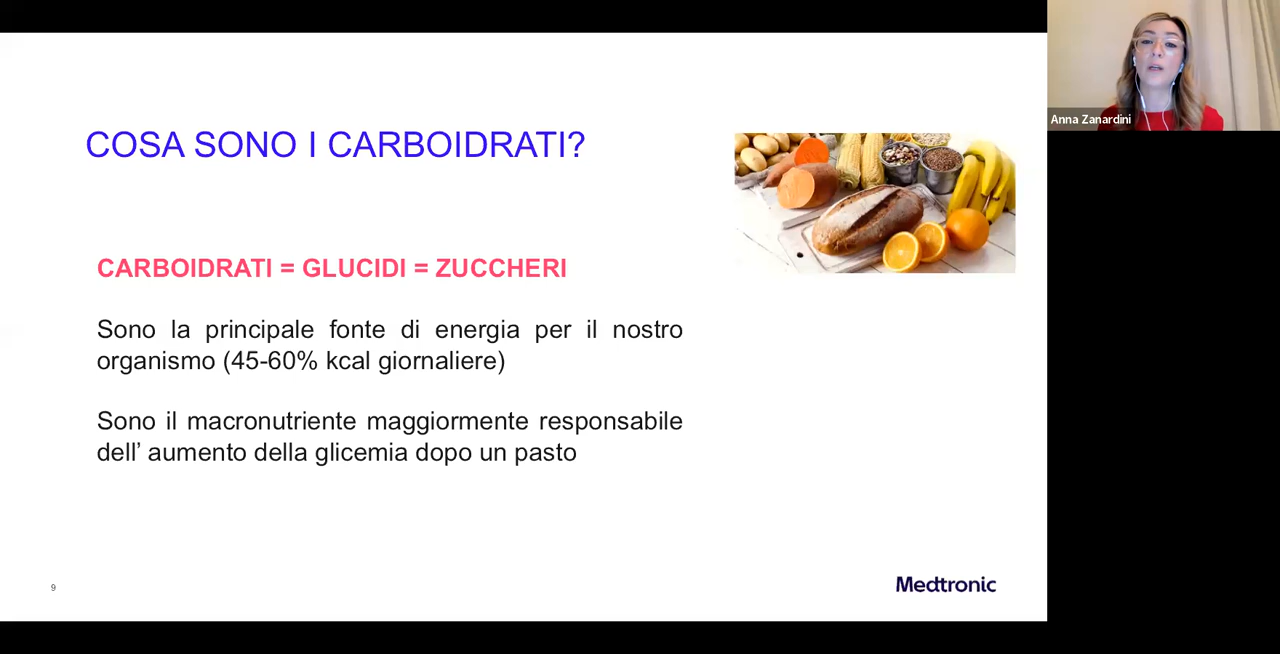 COSA SONO I CARBOIDRATI?
CARBOIDRATI = GLUCIDI = ZUCCHERI
Sono la principale fonte di energia per il nostro
organismo (45-60% kcal giornaliere)
Sono il macronutriente maggiormente responsabile
dell’ aumento della glicemia dopo un pasto
9
Medtronic
Anna Zanardini